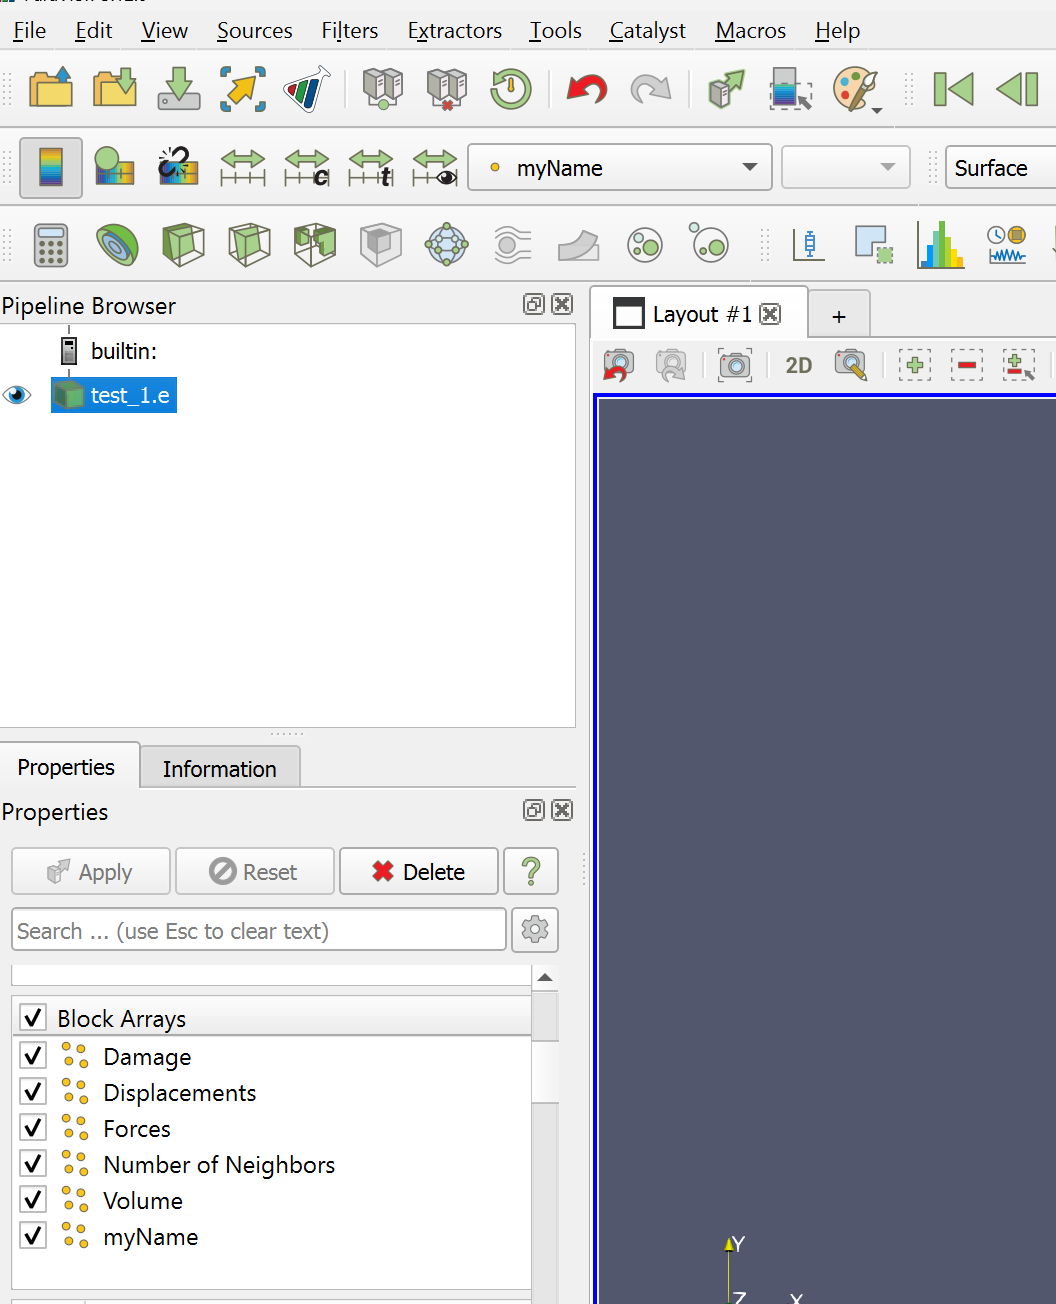 File Edit View Sources Filters Extractors Tools Catalyst Macros Help
c t myName Surface
Pipeline Browser
builtin:
test_1.e
Layout #1 +
2D
Properties Information
Properties
Apply Reset Delete ?
Search ... (use Esc to clear text)
Block Arrays
Damage
Displacements
Forces
Number of Neighbors
Volume
myName
Y
Z X